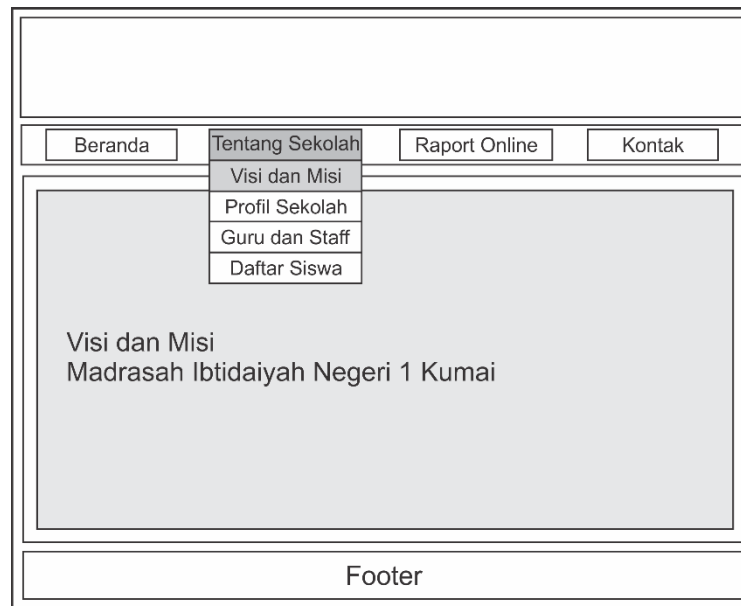 Beranda
Tentang Sekolah
Raport Online
Kontak
Visi dan Misi
Profil Sekolah
Guru dan Staff
Daftar Siswa
Visi dan Misi
Madrasah Ibtidaiyah Negeri 1 Kumai
Footer